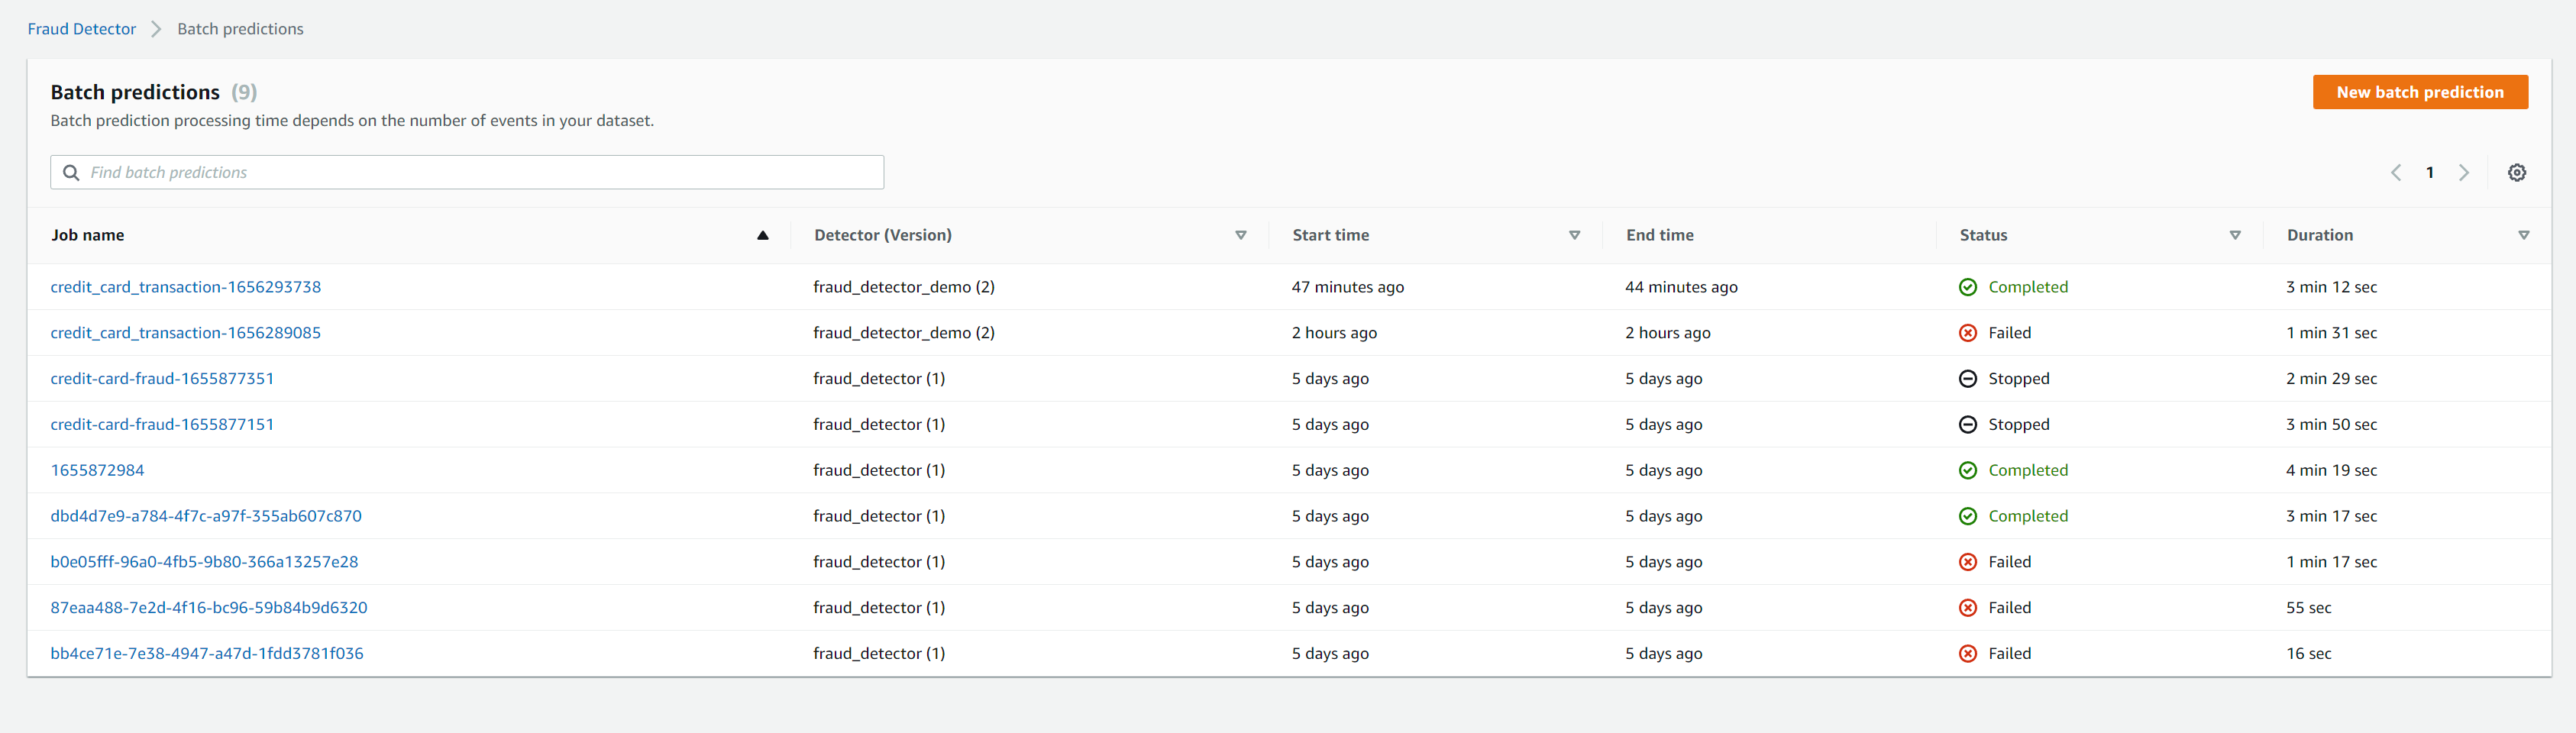 Fraud Detector > Batch predictions
Batch predictions (9)
New batch prediction
Batch prediction processing time depends on the number of events in your dataset.
Find batch predictions
1
Job name Detector (Version) Start time End time Status Duration
credit_card_transaction-1656293738 fraud_detector_demo (2) 47 minutes ago 44 minutes ago Completed 3 min 12 sec
credit_card_transaction-1656289085 fraud_detector_demo (2) 2 hours ago 2 hours ago Failed 1 min 31 sec
credit-card-fraud-1655877351 fraud_detector (1) 5 days ago 5 days ago Stopped 2 min 29 sec
credit-card-fraud-1655877151 fraud_detector (1) 5 days ago 5 days ago Stopped 3 min 50 sec
1655872984 fraud_detector (1) 5 days ago 5 days ago Completed 4 min 19 sec
dbd4d7e9-a784-4f7c-a97f-355ab607c870 fraud_detector (1) 5 days ago 5 days ago Completed 3 min 17 sec
b0e05fff-96a0-4fb5-9b80-366a13257e28 fraud_detector (1) 5 days ago 5 days ago Failed 1 min 17 sec
87eaa488-7e2d-4f16-bc96-59b84b9d6320 fraud_detector (1) 5 days ago 5 days ago Failed 55 sec
bb4ce71e-7e38-4947-a47d-1fdd3781f036 fraud_detector (1) 5 days ago 5 days ago Failed 16 sec